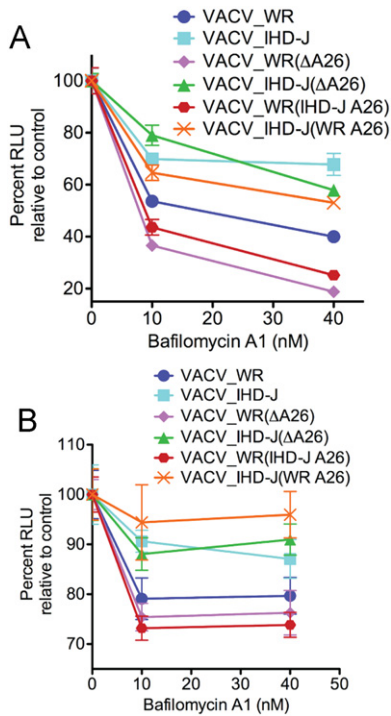 A
VACV_WR
VACV_IHD-J
VACV_WR(ΔA26)
VACV_IHD-J(ΔA26)
VACV_WR(IHD-J A26)
VACV_IHD-J(WR A26)
Percent RLU
relative to control
100
80
60
40
20
0 10 20 30 40
Bafilomycin A1 (nM)
VACV_WR
VACV_IHD-J
B
VACV_WR(ΔA26)
VACV_IHD-J(ΔA26)
VACV_WR(IHD-J A26)
VACV_IHD-J(WR A26)
Percent RLU
relative to control
110
100
90
80
70
0 10 20 30 40 50
Bafilomycin A1 (nM)